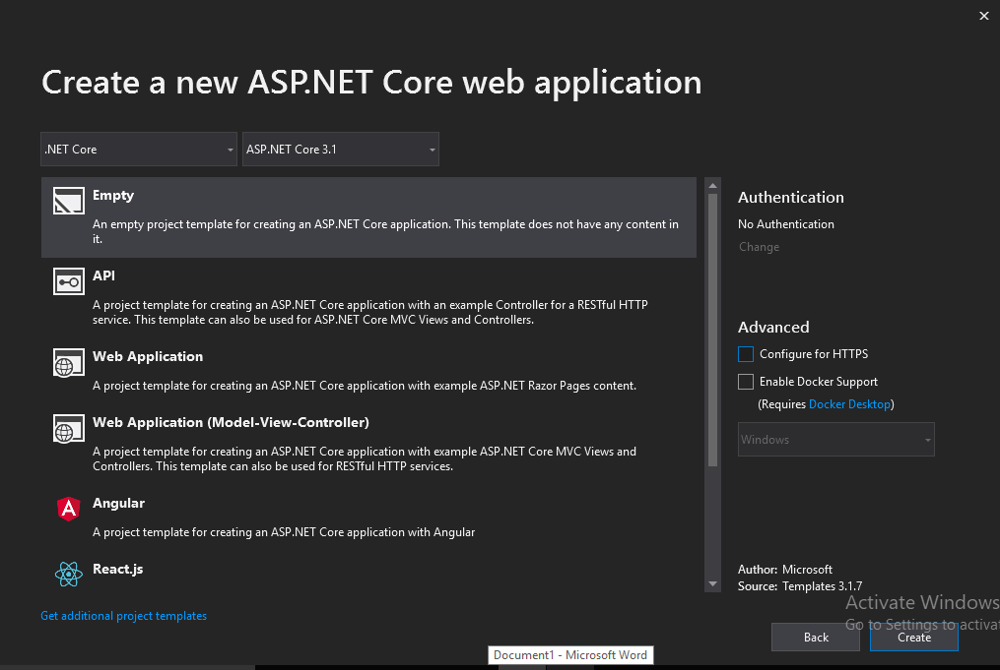 Create a new ASP.NET Core web application
.NET Core
ASP.NET Core 3.1
Empty
An empty project template for creating an ASP.NET Core application. This template does not have any content in
it.
API
A project template for creating an ASP.NET Core application with an example Controller for a RESTful HTTP
service. This template can also be used for ASP.NET Core MVC Views and Controllers.
Web Application
A project template for creating an ASP.NET Core application with example ASP.NET Razor Pages content.
Web Application (Model-View-Controller)
A project template for creating an ASP.NET Core application with example ASP.NET Core MVC Views and
Controllers. This template can also be used for RESTful HTTP services.
Angular
A project template for creating an ASP.NET Core application with Angular
React.js
Get additional project templates
Authentication
No Authentication
Change
Advanced
Configure for HTTPS
Enable Docker Support
(Requires Docker Desktop)
Windows
Author: Microsoft
Source: Templates 3.1.7
Activate Windows
Go to Settings to activat
Back
Create
Document1 - Microsoft Word